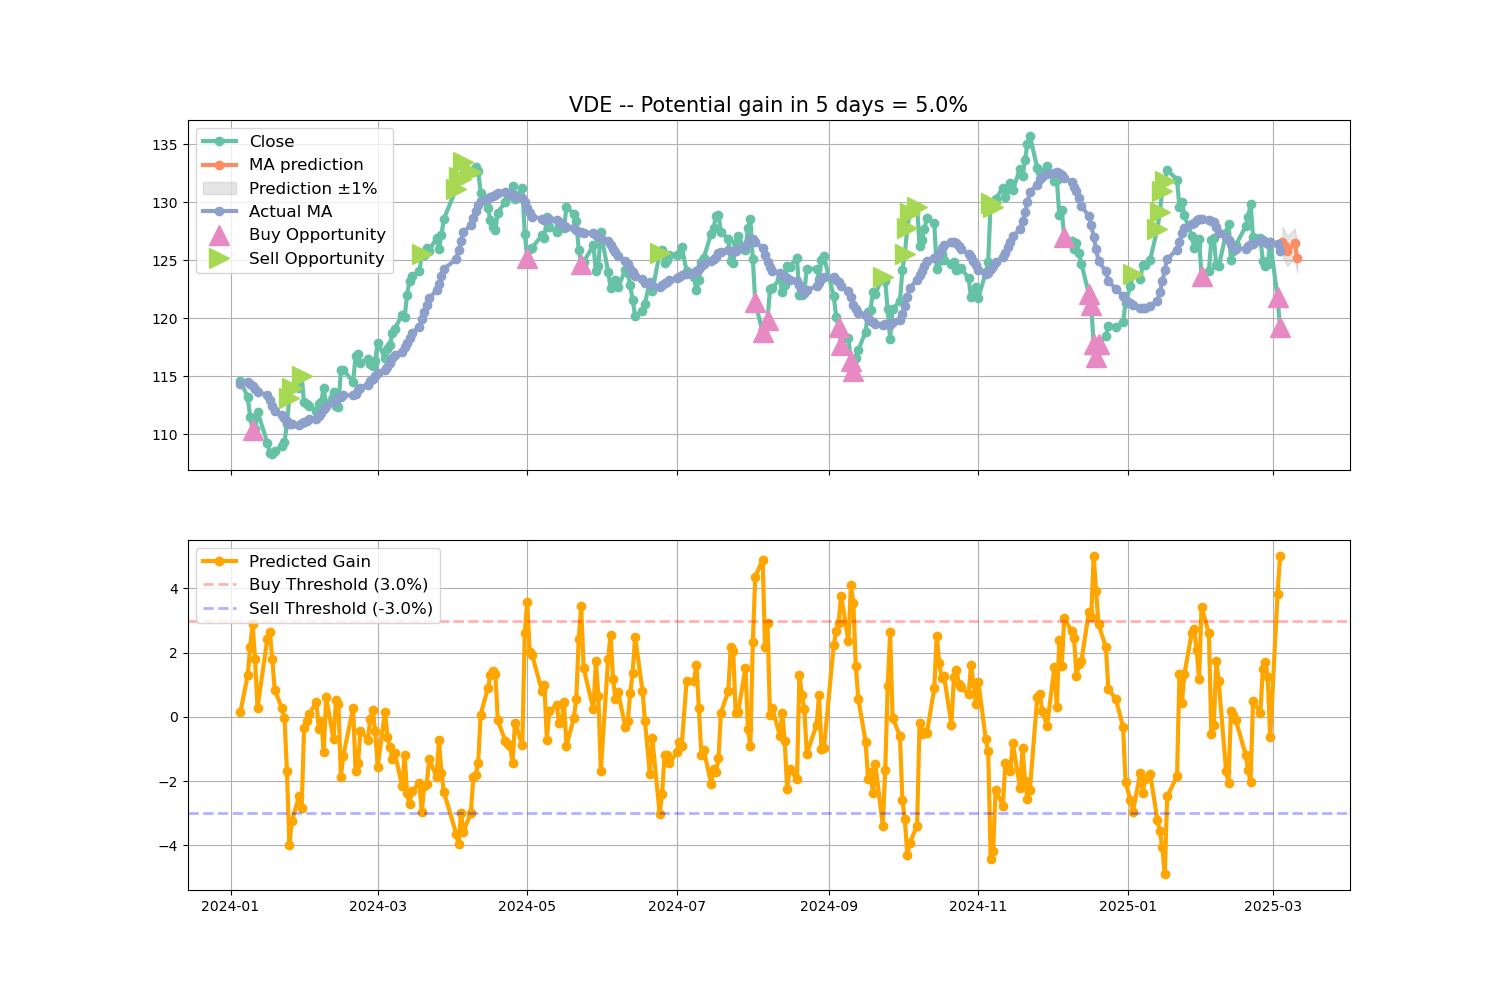 VDE -- Potential gain in 5 days = 5.0%
135
130
125
120
115
110
Close
MA prediction
Prediction ±1%
Actual MA
Buy Opportunity
Sell Opportunity
4
2
0
−2
−4
Predicted Gain
Buy Threshold (3.0%)
Sell Threshold (-3.0%)
2024-01 2024-03 2024-05 2024-07 2024-09 2024-11 2025-01 2025-03